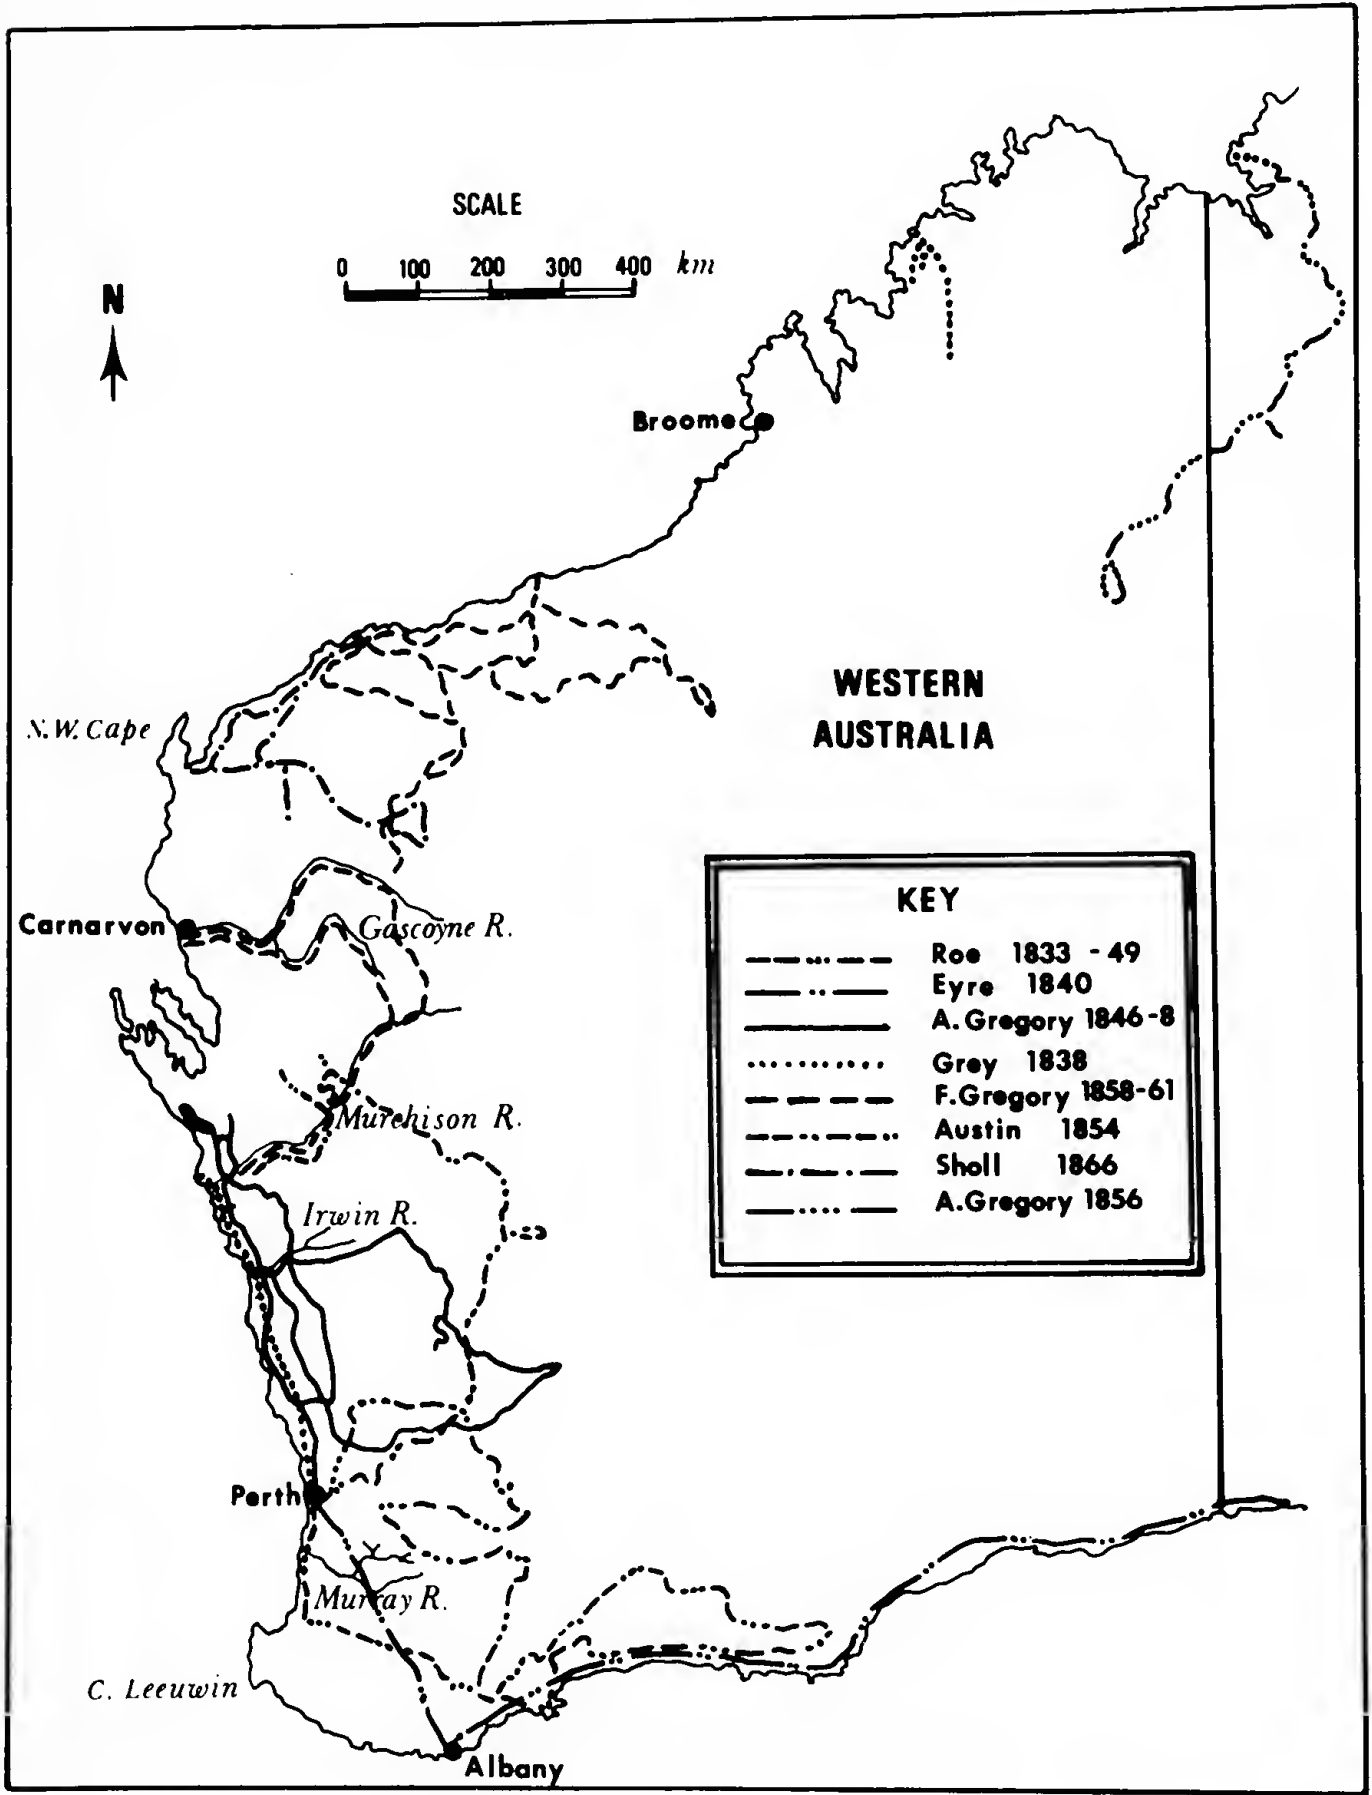 SCALE
0 100 200 300 400 km
N
Broome
WESTERN
AUSTRALIA
N.W. Cape
Carnarvon
Gascoyne R.
KEY
Roe 1833 - 49
Eyre 1840
A. Gregory 1846-8
Grey 1838
F. Gregory 1858-61
Austin 1854
Sholl 1866
A. Gregory 1856
Murchison R.
Irwin R.
Perth
Murray R.
C. Leeuwin
Albany